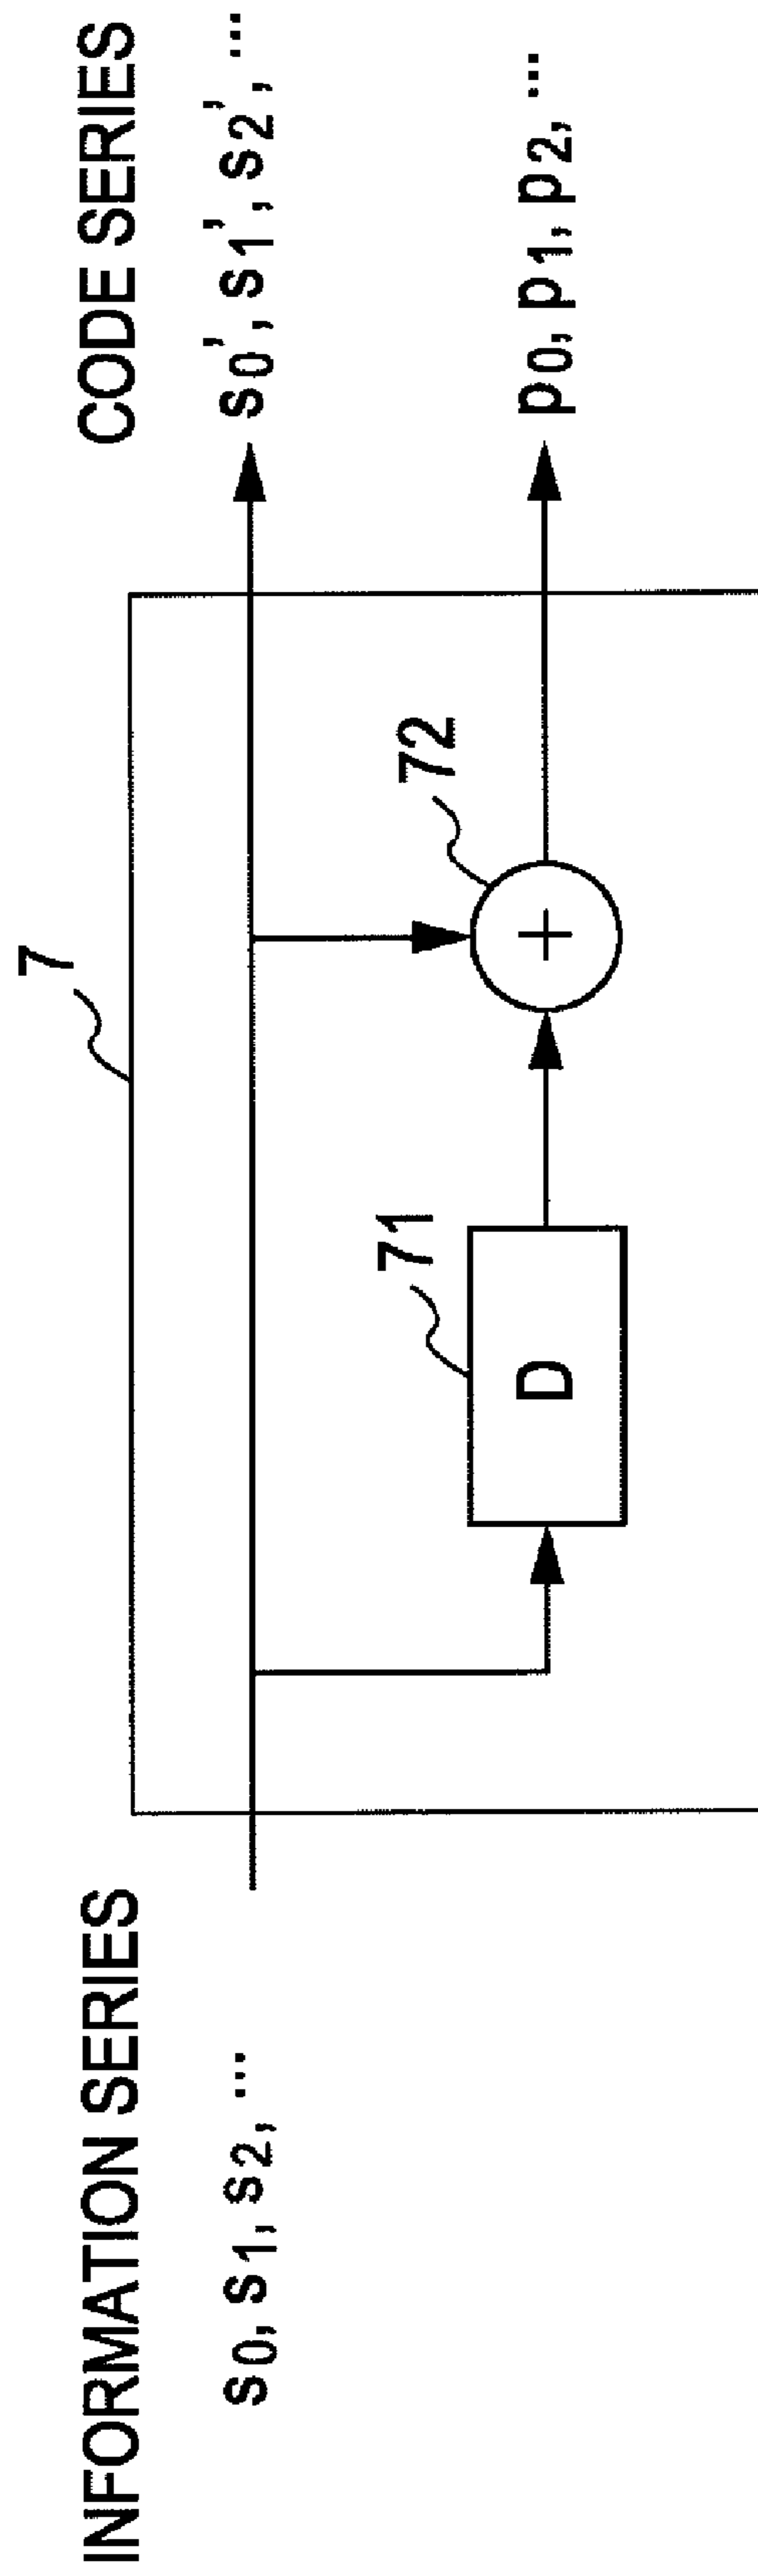 INFORMATION SERIES
s0, s1, s2, ...
7
71
D
72
+
CODE SERIES
s0', s1', s2', ...
p0, p1, p2, ...